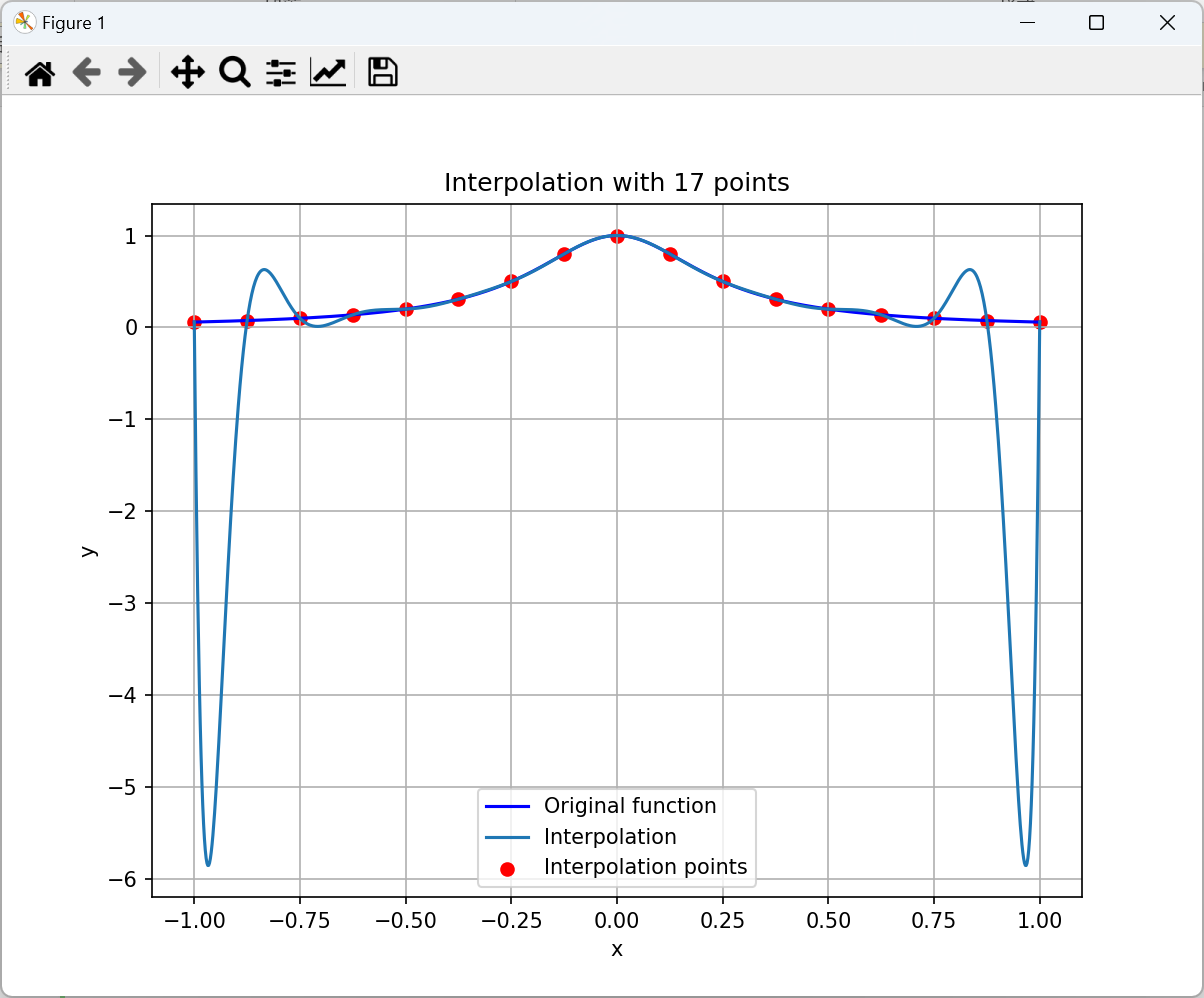 Figure 1
Interpolation with 17 points
1
0
−1
−2
−3
−4
−5
−6
y
Original function
Interpolation
Interpolation points
−1.00 −0.75 −0.50 −0.25 0.00 0.25 0.50 0.75 1.00
x